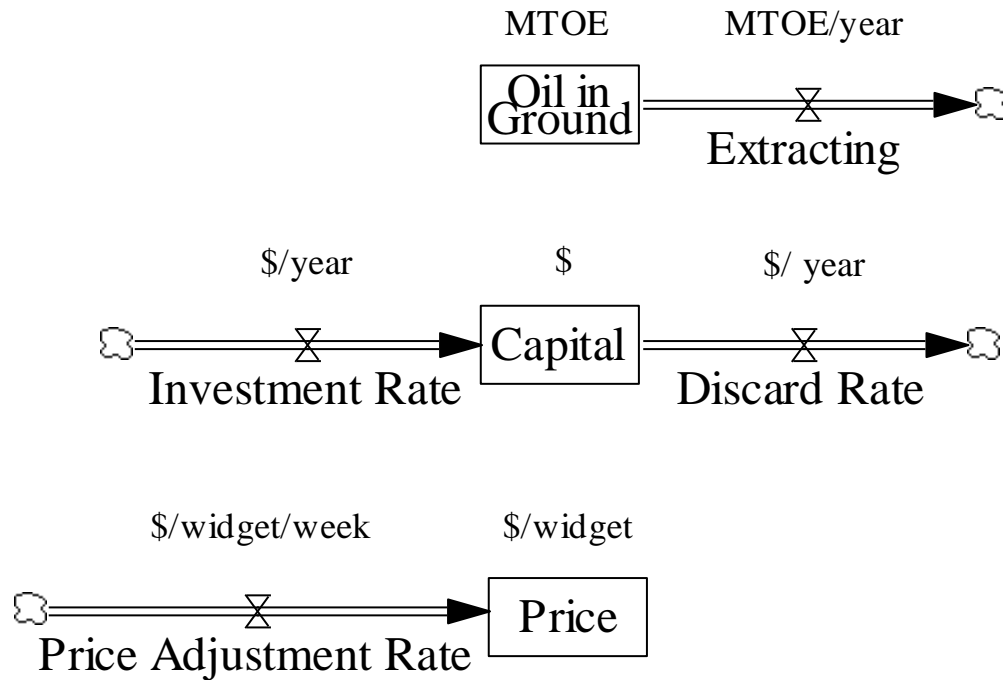 MTOE MTOE/year
Oil in
Ground
Extracting
$/year $ $/ year
Capital
Investment Rate Discard Rate
$/widget/week $/widget
Price
Price Adjustment Rate